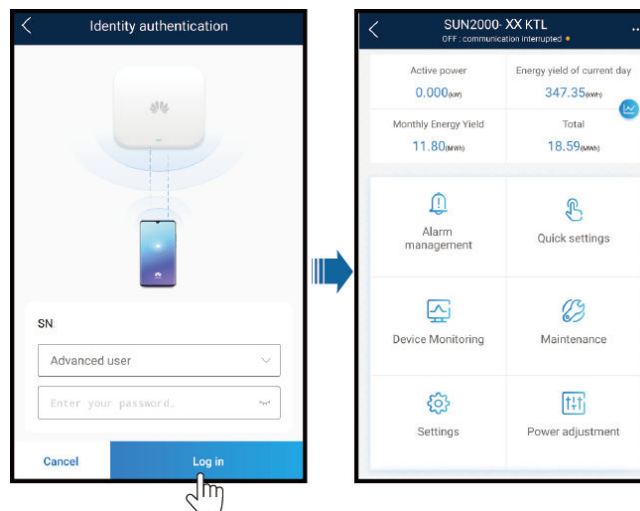 Identity authentication
SN
Advanced user
Enter your password.
Cancel
Log in
SUN2000- XX KTL
OFF : communication interrupted
Active power
Energy yield of current day
0.000(kW)
347.35(kWh)
Monthly Energy Yield
Total
11.80(MWh)
18.59(MWh)
Alarm
management
Quick settings
Device Monitoring
Maintenance
Settings
Power adjustment